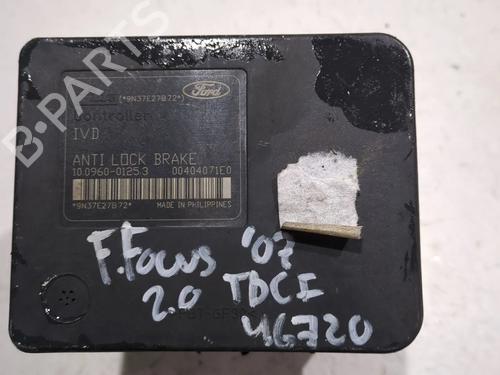 B-PARTS
(*9N37E27B72*)
Ford
Controller
IVD
ANTI LOCK BRAKE
10.0960-0125.3 00404071E0
*9N37E27B72* MADE IN PHILIPPINES
F.Focus '07
2.0 TDCI
46720